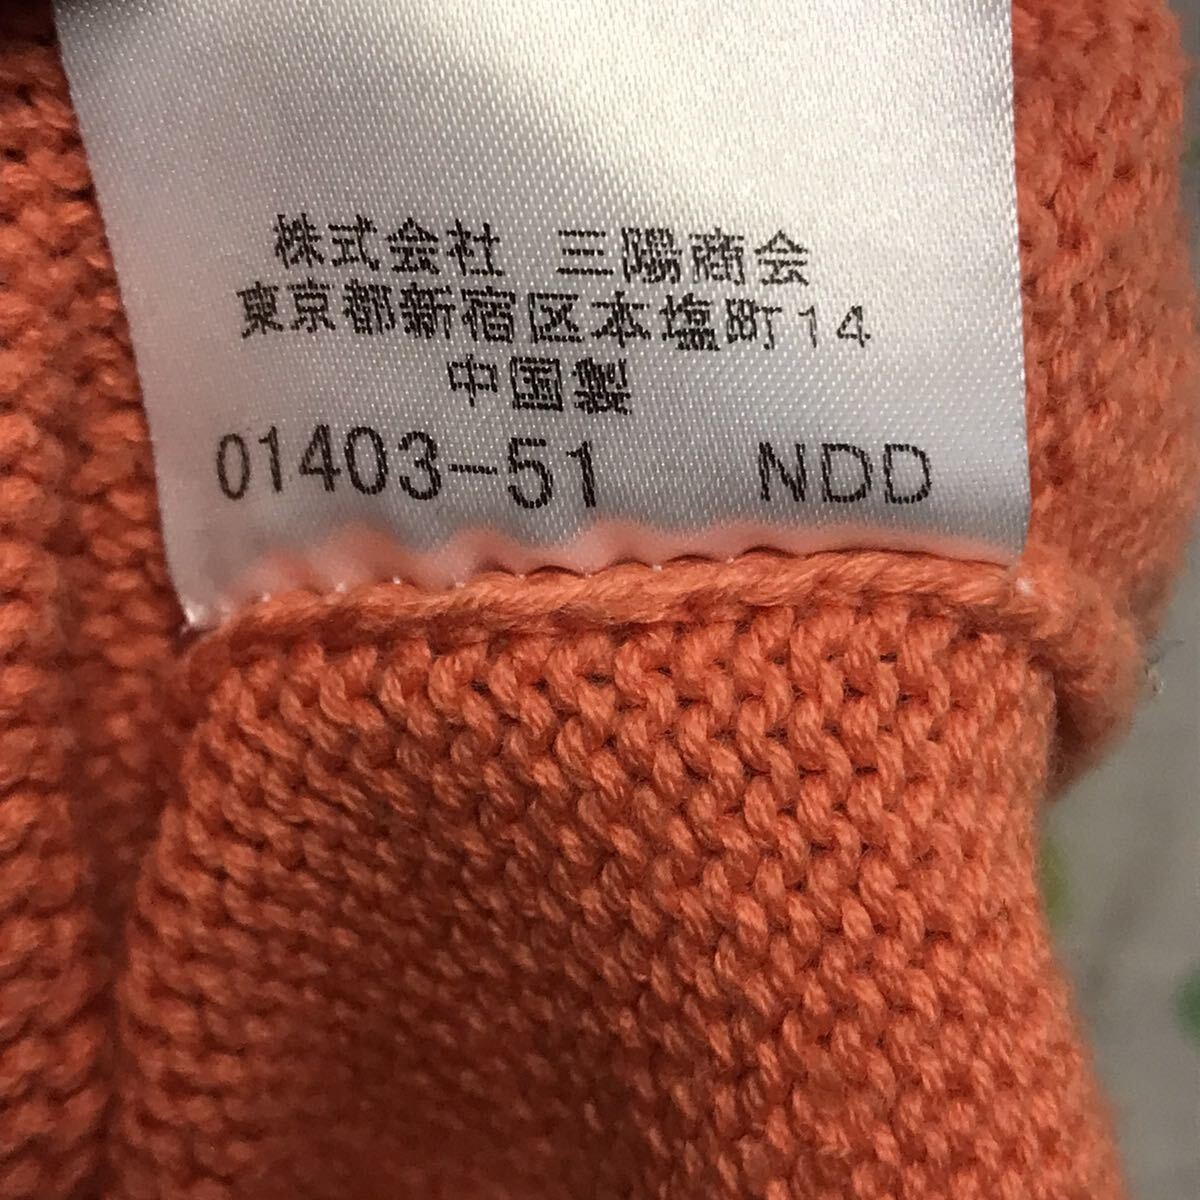 株式会社 三陽商会
東京都新宿区本塩町14
中国製
01403-51 NDD